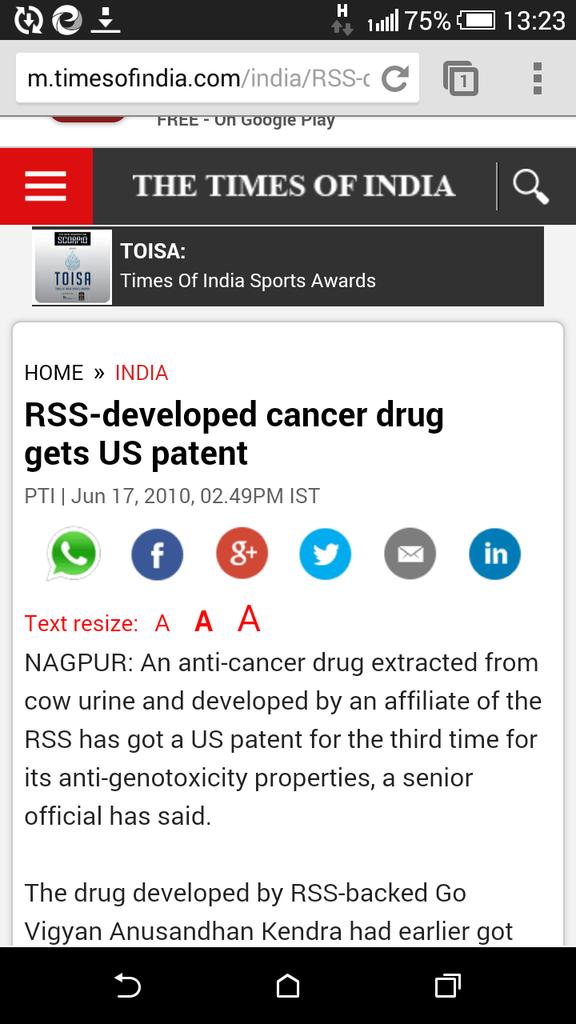 H
75% 13:23
m.timesofindia.com/india/RSS-c
1
FREE - On Google Play
THE TIMES OF INDIA
SCORPIO
TOISA
TOISA:
Times Of India Sports Awards
HOME » INDIA
RSS-developed cancer drug
gets US patent
PTI | Jun 17, 2010, 02.49PM IST
f g+ in
Text resize: A A A
NAGPUR: An anti-cancer drug extracted from
cow urine and developed by an affiliate of the
RSS has got a US patent for the third time for
its anti-genotoxicity properties, a senior
official has said.
The drug developed by RSS-backed Go
Vigyan Anusandhan Kendra had earlier got